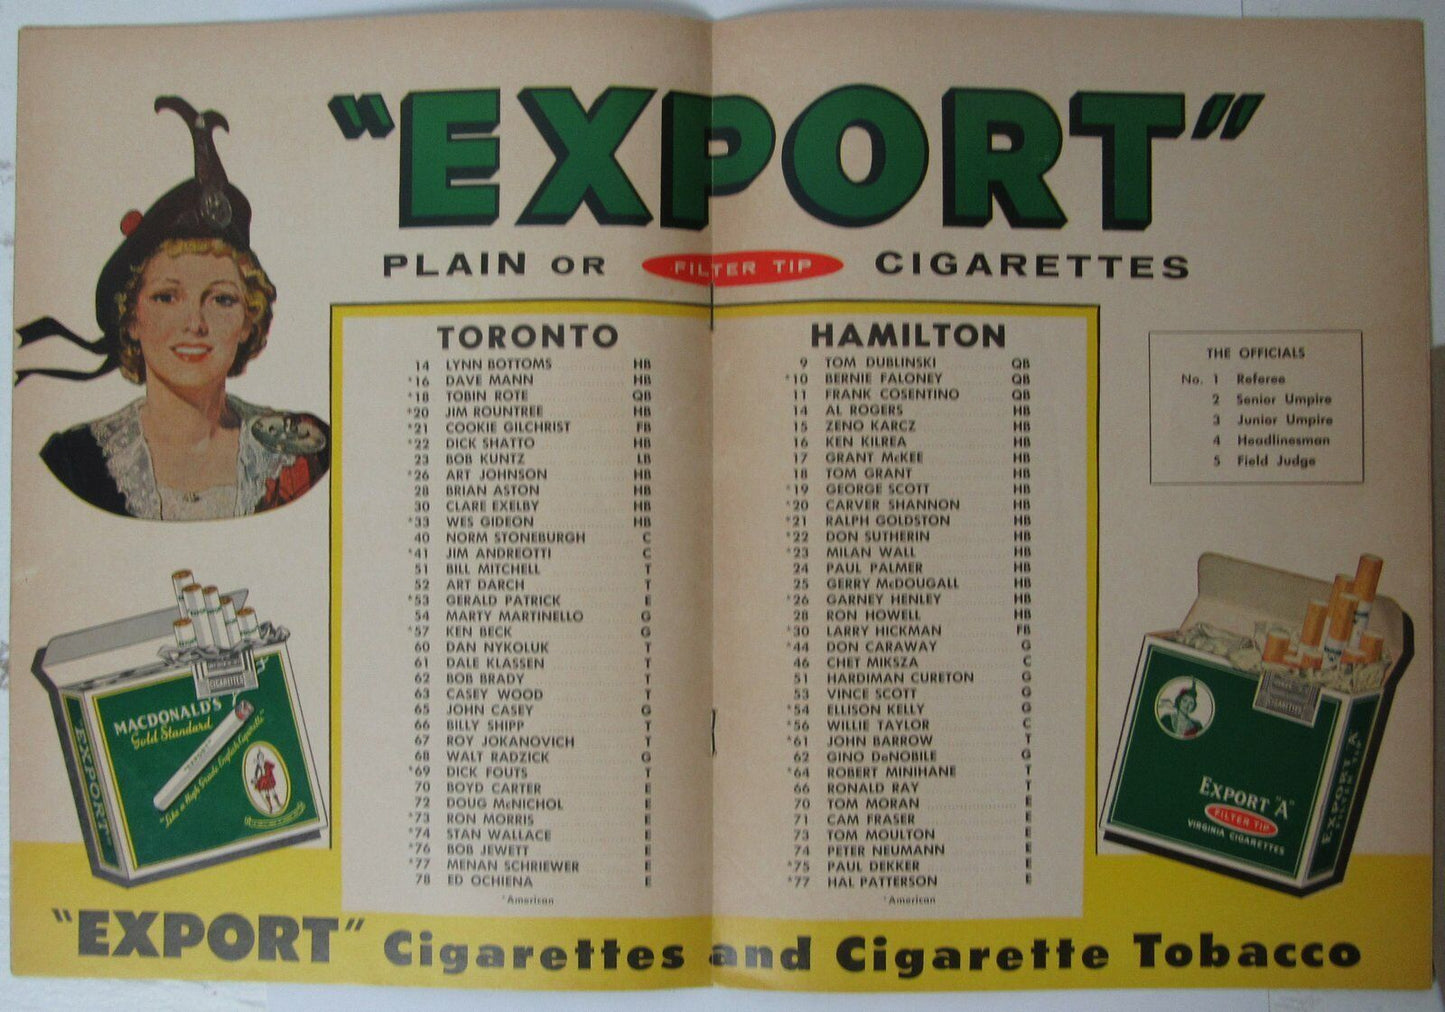 "EXPORT"
PLAIN OR FILTER TIP CIGARETTES
TORONTO
14 LYNN BOTTOMS HB
*16 DAVE MANN HB
*18 TOBIN ROTE QB
*20 JIM ROUNTREE HB
*21 COOKIE GILCHRIST FB
*22 DICK SHATTO HB
23 BOB KUNTZ LB
*26 ART JOHNSON HB
28 BRIAN ASTON HB
30 CLARE EXELBY HB
*33 WES GIDEON HB
40 NORM STONEBURGH C
*41 JIM ANDREOTTI C
51 BILL MITCHELL T
52 ART DARCH T
*53 GERALD PATRICK E
54 MARTY MARTINELLO G
*57 KEN BECK G
60 DAN NYKOLUK T
61 DALE KLASSEN T
62 BOB BRADY T
63 CASEY WOOD T
65 JOHN CASEY G
66 BILLY SHIPP T
67 ROY JOKANOVICH T
68 WALT RADZICK G
*69 DICK FOUTS T
70 BOYD CARTER E
72 DOUG McNICHOL E
*73 RON MORRIS E
*74 STAN WALLACE E
*76 BOB JEWETT E
*77 MENAN SCHRIEWER E
78 ED OCHIENA E
*American
HAMILTON
9 TOM DUBLINSKI QB
*10 BERNIE FALONEY QB
11 FRANK COSENTINO QB
14 AL ROGERS HB
15 ZENO KARCZ HB
16 KEN KILREA HB
17 GRANT McKEE HB
18 TOM GRANT HB
*19 GEORGE SCOTT HB
*20 CARVER SHANNON HB
*21 RALPH GOLDSTON HB
*22 DON SUTHERIN HB
*23 MILAN WALL HB
24 PAUL PALMER HB
25 GERRY McDOUGALL HB
*26 GARNEY HENLEY HB
28 RON HOWELL HB
*30 LARRY HICKMAN FB
*44 DON CARAWAY G
46 CHET MIKSZA C
51 HARDIMAN CURETON G
53 VINCE SCOTT G
*54 ELLISON KELLY G
*56 WILLIE TAYLOR C
*61 JOHN BARROW T
62 GINO DeNOBILE G
*64 ROBERT MINIHANE T
66 RONALD RAY T
70 TOM MORAN E
71 CAM FRASER E
73 TOM MOULTON E
74 PETER NEUMANN E
*75 PAUL DEKKER E
*77 HAL PATTERSON E
*American
THE OFFICIALS
No. 1 Referee
2 Senior Umpire
3 Junior Umpire
4 Headlinesman
5 Field Judge
CIGARETTES
MACDONALD'S
Gold Standard
"EXPORT"
"Like a High Grade English Cigarette"
EXPORT
CIGARETTES
EXPORT "A"
FILTER TIP
VIRGINIA CIGARETTES
EXPORT A
FILTER TIP
"EXPORT" Cigarettes and Cigarette Tobacco